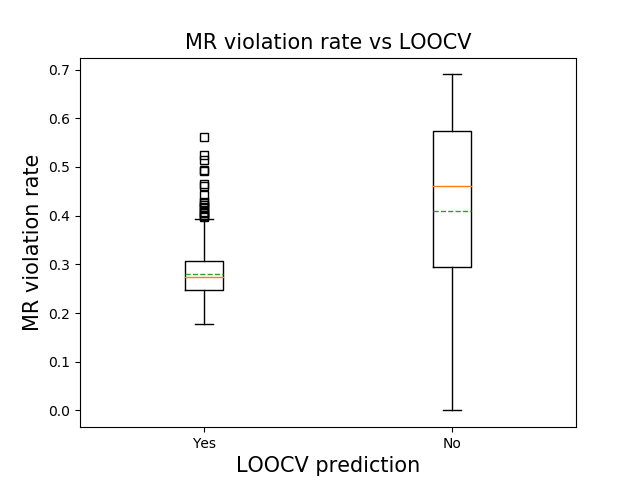 MR violation rate vs LOOCV
MR violation rate
0.7
0.6
0.5
0.4
0.3
0.2
0.1
0.0
Yes
No
LOOCV prediction